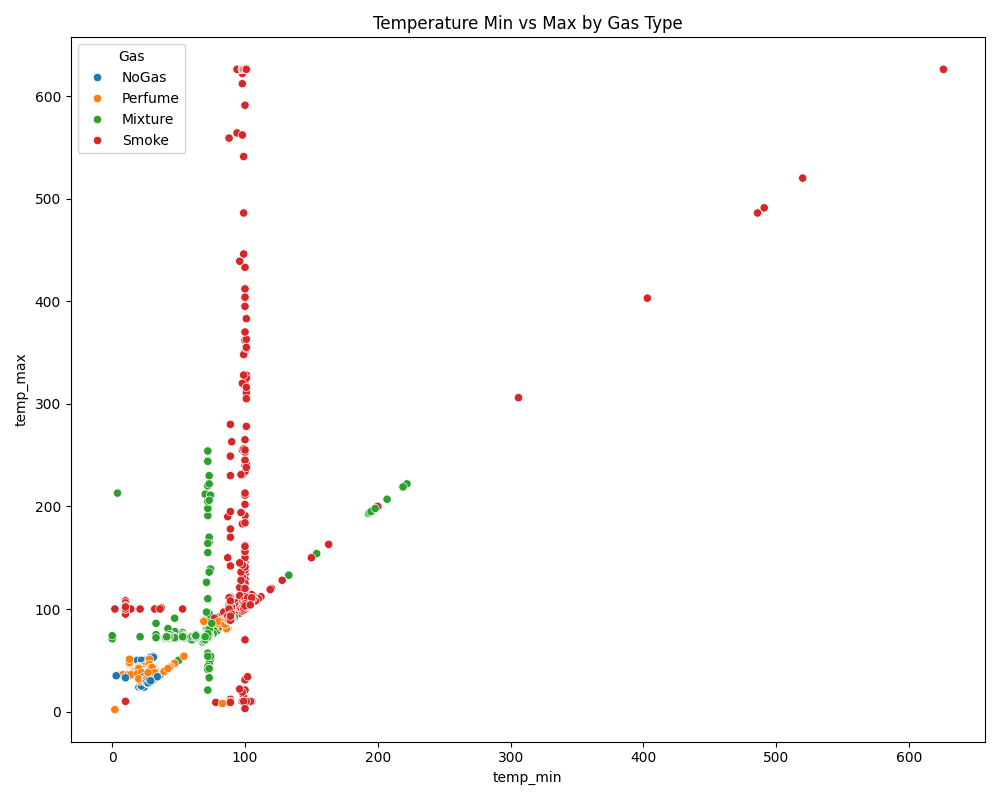 Temperature Min vs Max by Gas Type
Gas
NoGas
Perfume
Mixture
Smoke
temp_max
600
500
400
300
200
100
0
0 100 200 300 400 500 600
temp_min